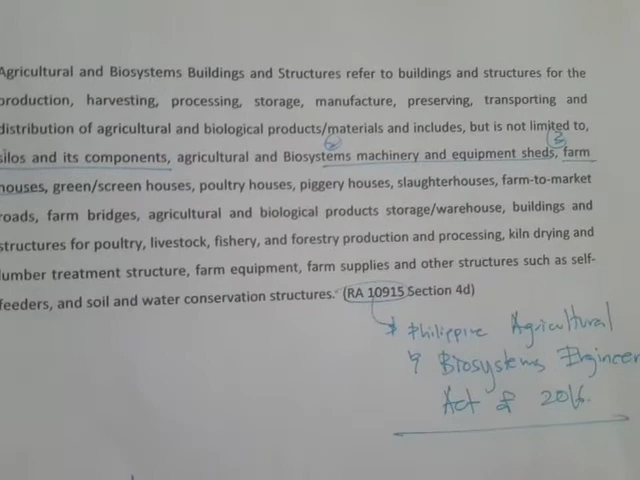 Agricultural and Biosystems Buildings and Structures refer to buildings and structures for the
production, harvesting, processing, storage, manufacture, preserving, transporting and
distribution of agricultural and biological products/materials and includes, but is not limited to,
silos and its components, agricultural and Biosystems machinery and equipment sheds, farm
houses, green/screen houses, poultry houses, piggery houses, slaughterhouses, farm-to-market
roads, farm bridges, agricultural and biological products storage/warehouse, buildings and
structures for poultry, livestock, fishery, and forestry production and processing, kiln drying and
lumber treatment structure, farm equipment, farm supplies and other structures such as self-
feeders, and soil and water conservation structures. (RA 10915 Section 4d)
Philippine Agricultural
& Biosystems Engineer
Act of 2016.